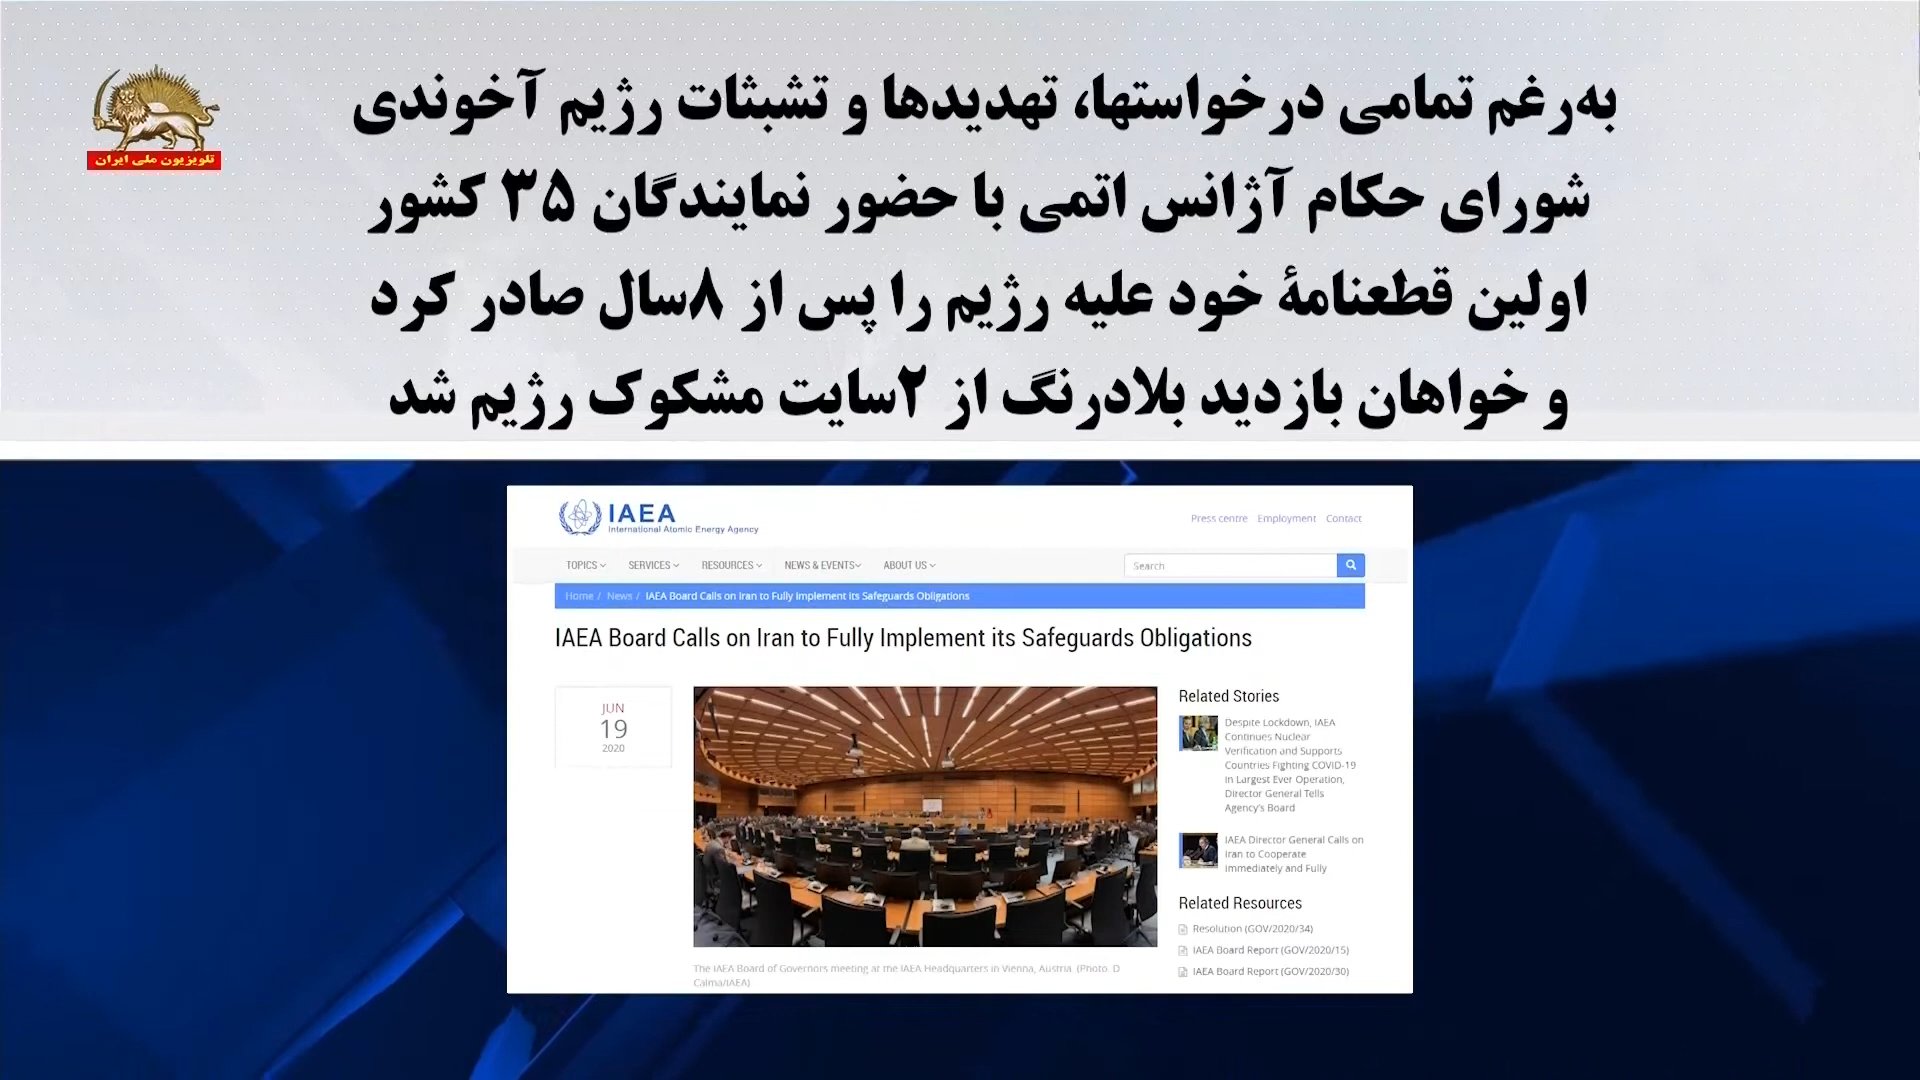 به‌رغم تمامی درخواستها، تهدیدها و تشبثات رژیم آخوندی
شورای حکام آژانس اتمی با حضور نمایندگان ۳۵ کشور
اولین قطعنامهٔ خود علیه رژیم را پس از ۸سال صادر کرد
و خواهان بازدید بلادرنگ از ۲سایت مشکوک رژیم شد
تلویزیون ملی ایران
IAEA
International Atomic Energy Agency
Press centre Employment Contact
TOPICS SERVICES RESOURCES NEWS & EVENTS ABOUT US
Search
Home / News / IAEA Board Calls on Iran to Fully Implement its Safeguards Obligations
IAEA Board Calls on Iran to Fully Implement its Safeguards Obligations
JUN
19
2020
The IAEA Board of Governors meeting at the IAEA Headquarters in Vienna, Austria. (Photo: D
Calma/IAEA)
Related Stories
Despite Lockdown, IAEA
Continues Nuclear
Verification and Supports
Countries Fighting COVID-19
in Largest Ever Operation,
Director General Tells
Agency's Board
IAEA Director General Calls on
Iran to Cooperate
Immediately and Fully
Related Resources
Resolution (GOV/2020/34)
IAEA Board Report (GOV/2020/15)
IAEA Board Report (GOV/2020/30)